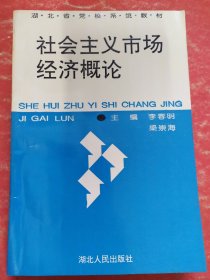 湖·北·省·党·校·系·统·教·材
社会主义市场
经济概论
SHE HUI ZHU YI SHI CHANG JING
JI GAI LUN
●主 编 李春明
梁崇海
湖北人民出版社